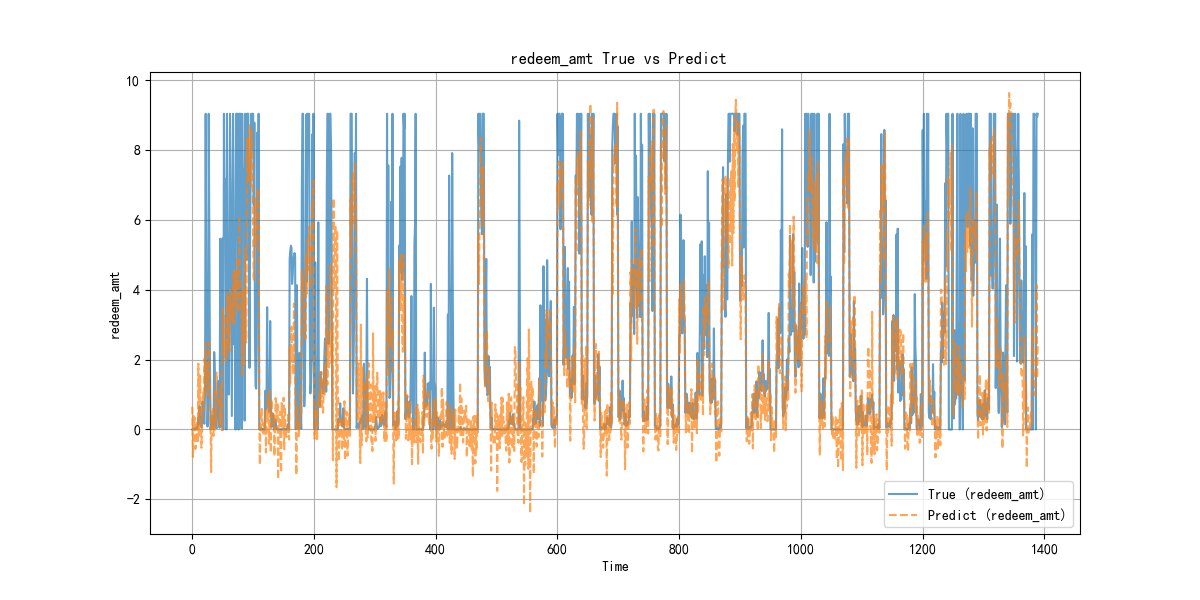 redeem_amt True vs Predict
10
8
6
4
2
0
−2
redeem_amt
0 200 400 600 800 1000 1200 1400
Time
True (redeem_amt)
Predict (redeem_amt)